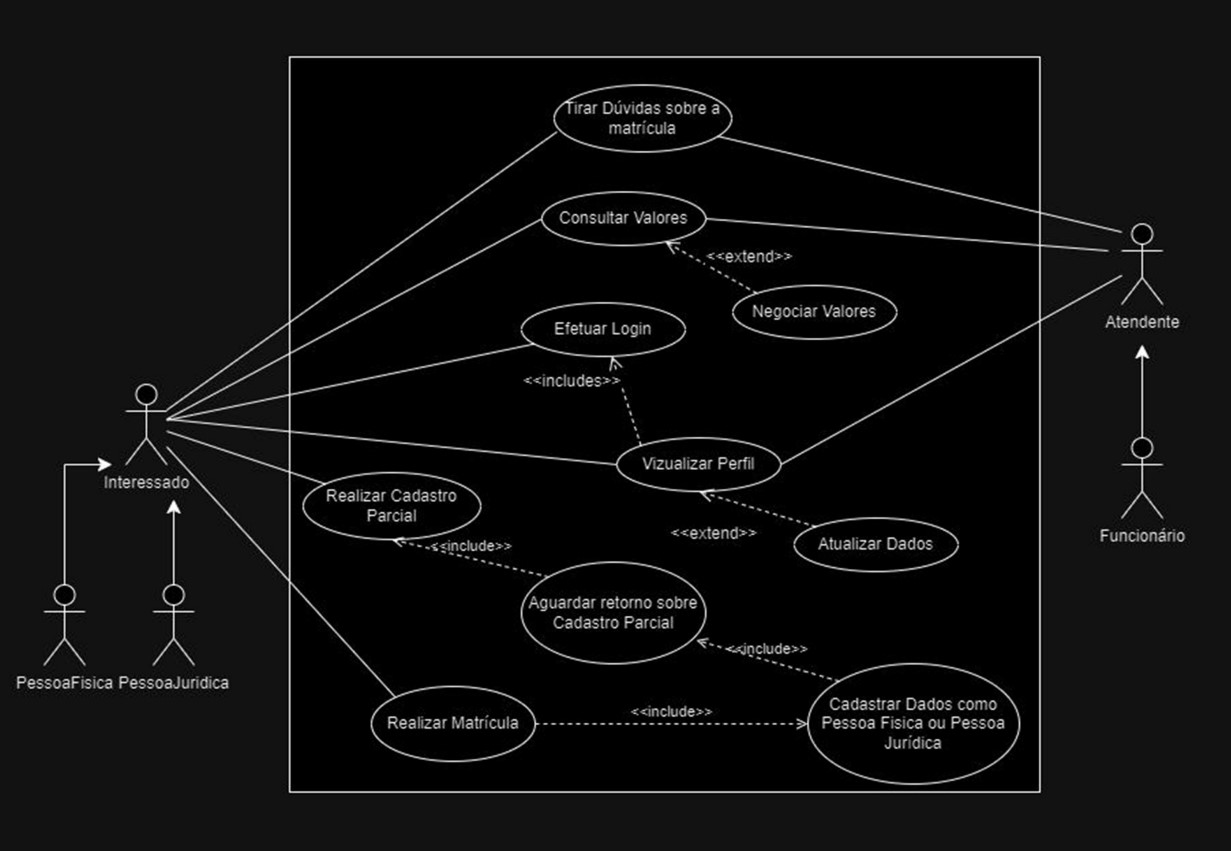 Tirar Dúvidas sobre a
matrícula
Consultar Valores
<<extend>>
Negociar Valores
Atendente
Efetuar Login
<<includes>>
Vizualizar Perfil
Interessado
Realizar Cadastro
Parcial
<<extend>>
Atualizar Dados
Funcionário
<<include>>
Aguardar retorno sobre
Cadastro Parcial
<<include>>
PessoaFisica
PessoaJuridica
Realizar Matrícula
<<include>>
Cadastrar Dados como
Pessoa Fisica ou Pessoa
Jurídica